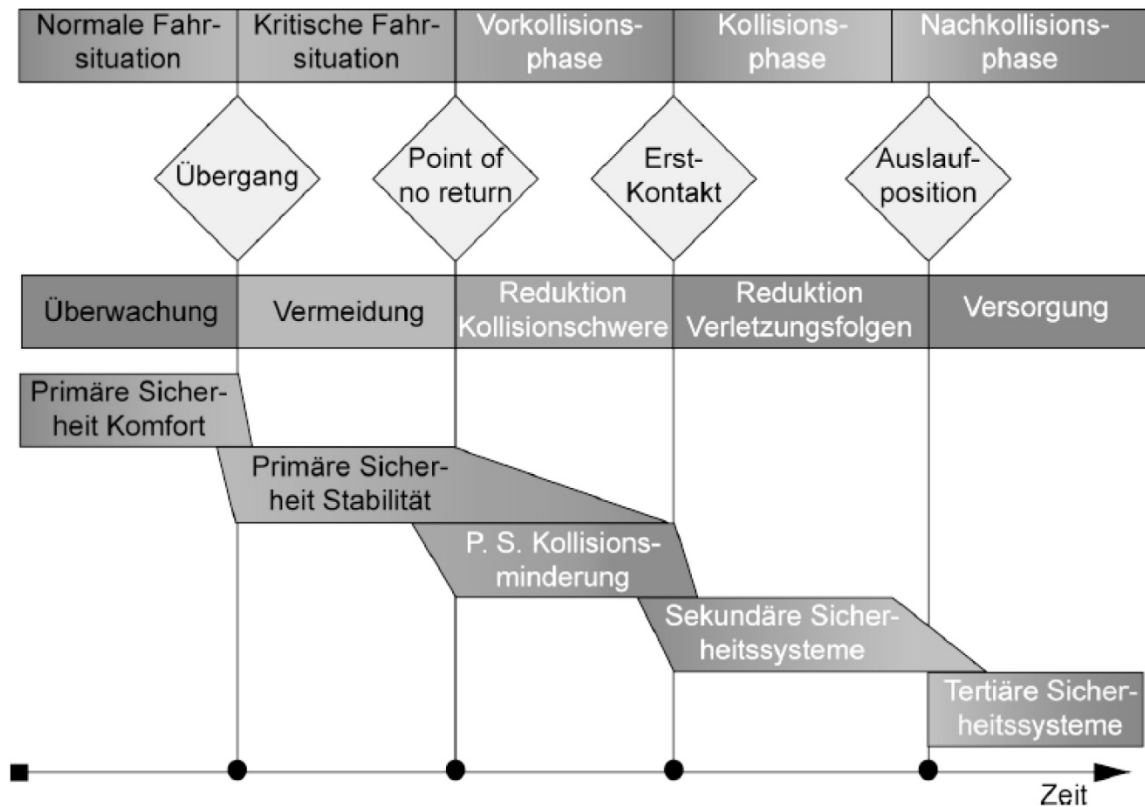 Normale Fahr-
situation
Kritische Fahr-
situation
Vorkollisions-
phase
Kollisions-
phase
Nachkollisions-
phase
Übergang
Point of
no return
Erst-
Kontakt
Auslauf-
position
Überwachung
Vermeidung
Reduktion
Kollisionschwere
Reduktion
Verletzungsfolgen
Versorgung
Primäre Sicher-
heit Komfort
Primäre Sicher-
heit Stabilität
P. S. Kollisions-
minderung
Sekundäre Sicher-
heitssysteme
Tertiäre Sicher-
heitssysteme
Zeit